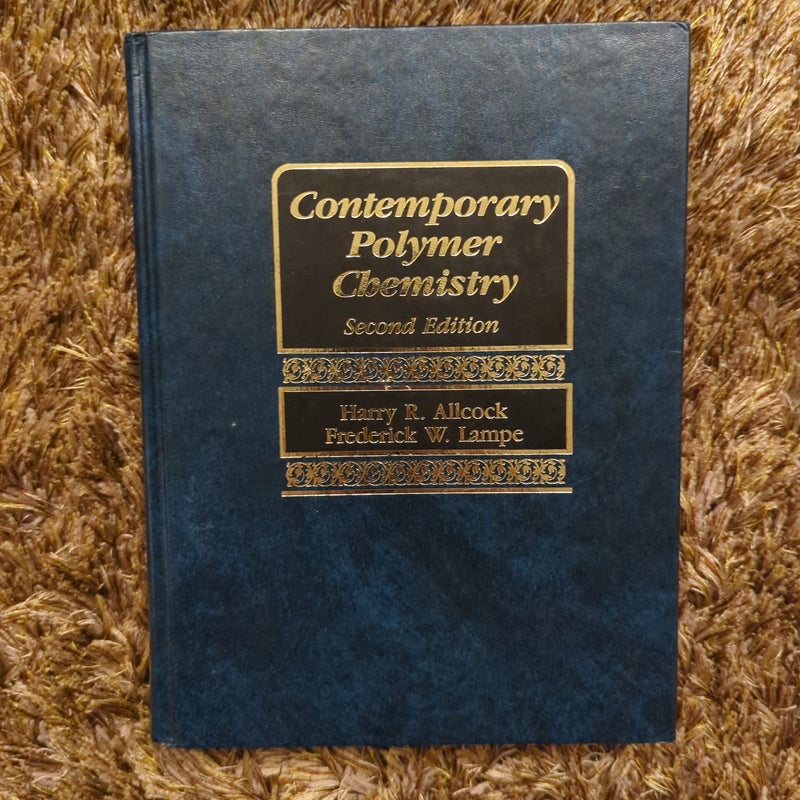 Contemporary
Polymer
Chemistry
Second Edition
Harry R. Allcock
Frederick W. Lampe